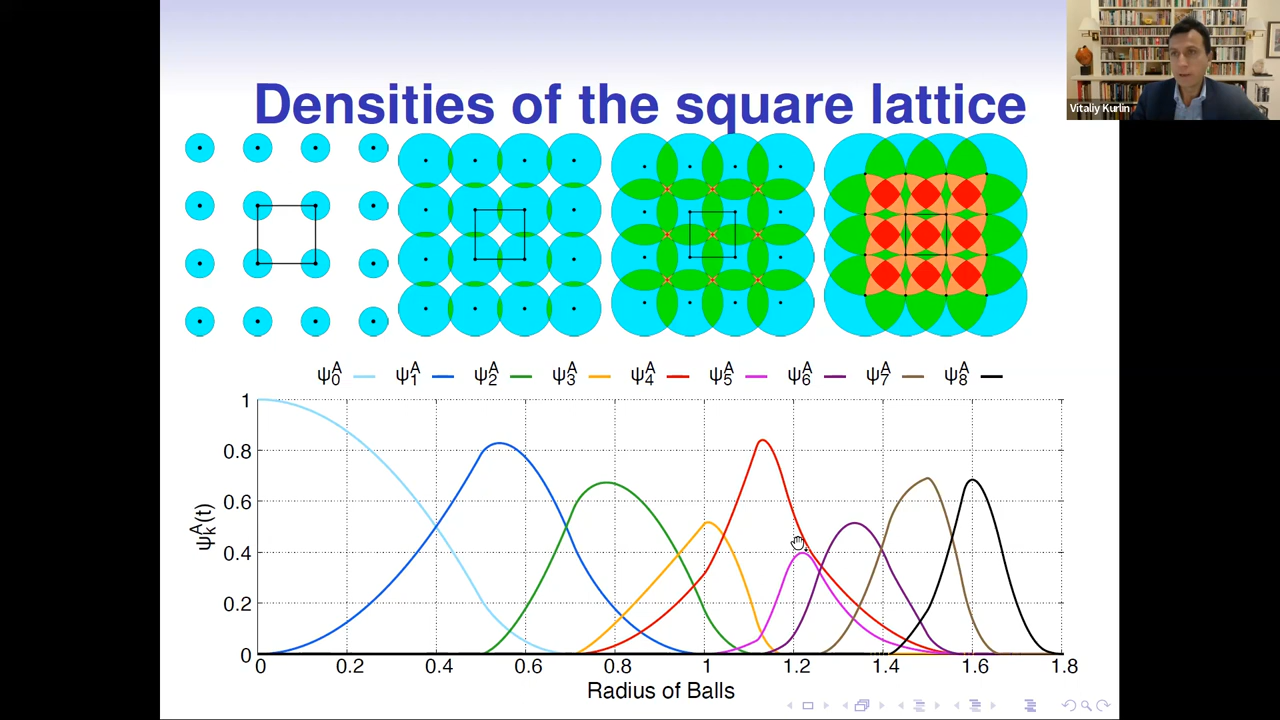 Vitaliy Kurlin
Densities of the square lattice
ψ₀ᴬ ψ₁ᴬ ψ₂ᴬ ψ₃ᴬ ψ₄ᴬ ψ₅ᴬ ψ₆ᴬ ψ₇ᴬ ψ₈ᴬ
1
0.8
0.6
0.4
0.2
0
ψₖᴬ(t)
0 0.2 0.4 0.6 0.8 1 1.2 1.4 1.6 1.8
Radius of Balls